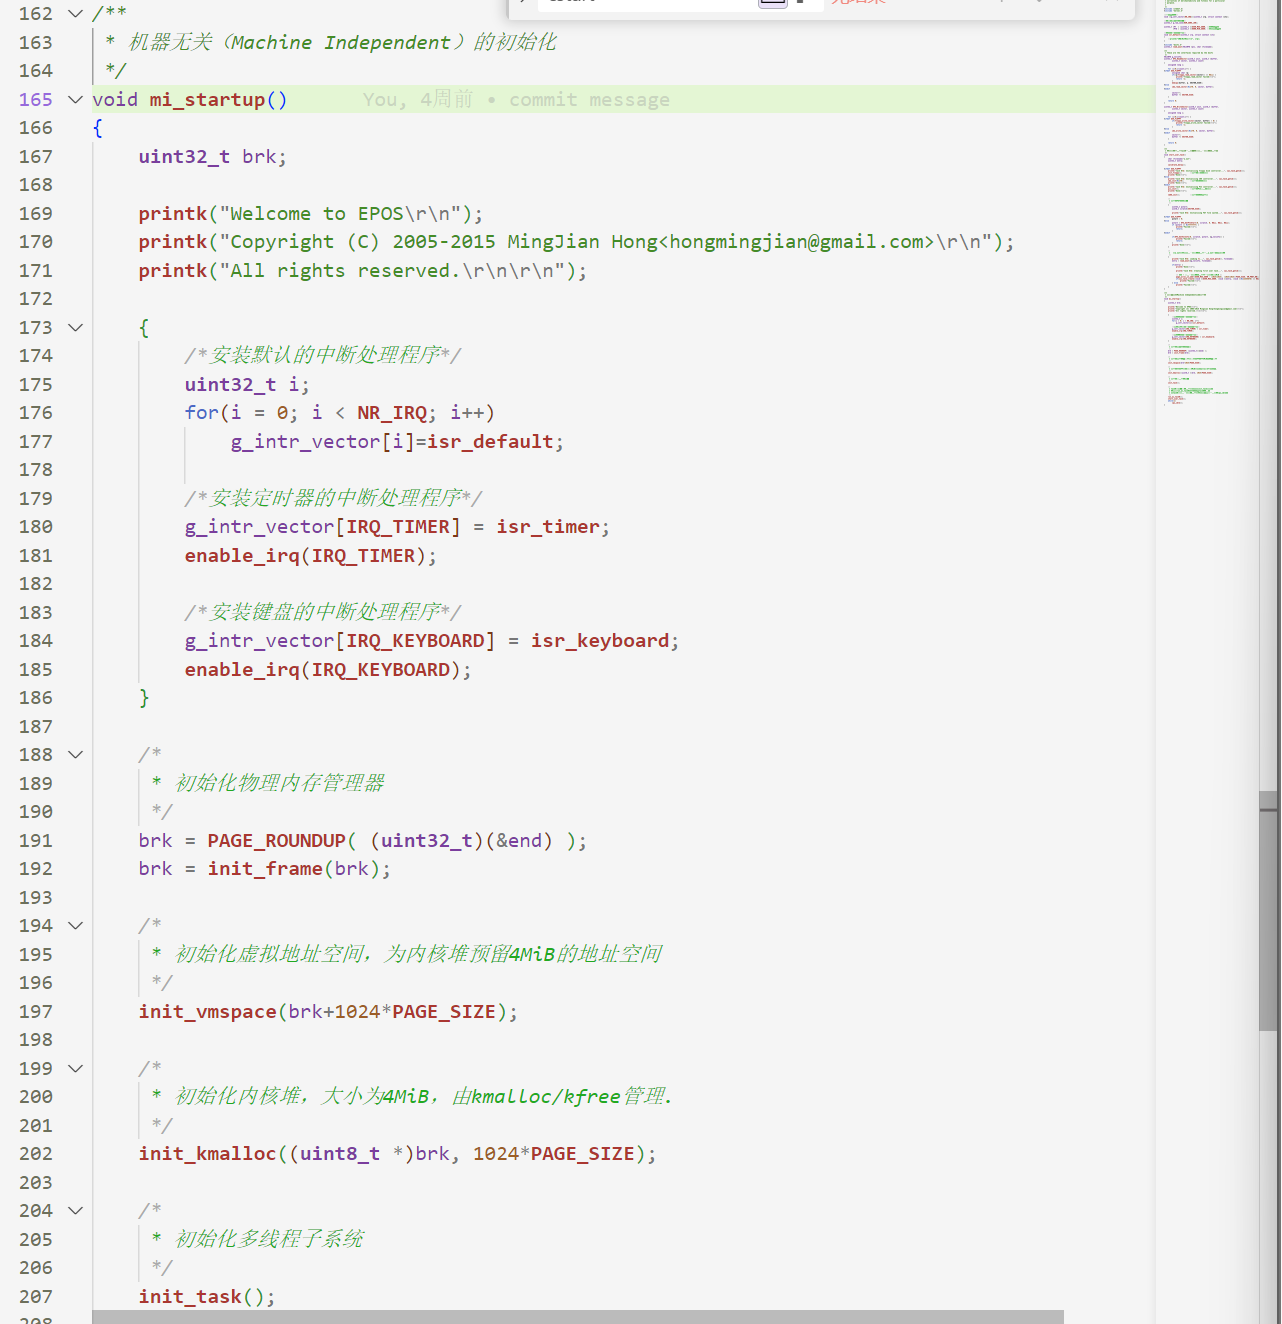 162 /**
163  * 机器无关（Machine Independent）的初始化
164  */
165 void mi_startup()       You, 4周前 • commit message
166 {
167     uint32_t brk;
168
169     printk("Welcome to EPOS\r\n");
170     printk("Copyright (C) 2005-2015 MingJian Hong<hongmingjian@gmail.com>\r\n");
171     printk("All rights reserved.\r\n\r\n");
172
173     {
174         /*安装默认的中断处理程序*/
175         uint32_t i;
176         for(i = 0; i < NR_IRQ; i++)
177             g_intr_vector[i]=isr_default;
178
179         /*安装定时器的中断处理程序*/
180         g_intr_vector[IRQ_TIMER] = isr_timer;
181         enable_irq(IRQ_TIMER);
182
183         /*安装键盘的中断处理程序*/
184         g_intr_vector[IRQ_KEYBOARD] = isr_keyboard;
185         enable_irq(IRQ_KEYBOARD);
186     }
187
188     /*
189      * 初始化物理内存管理器
190      */
191     brk = PAGE_ROUNDUP( (uint32_t)(&end) );
192     brk = init_frame(brk);
193
194     /*
195      * 初始化虚拟地址空间，为内核堆预留4MiB的地址空间
196      */
197     init_vmspace(brk+1024*PAGE_SIZE);
198
199     /*
200      * 初始化内核堆，大小为4MiB，由kmalloc/kfree管理.
201      */
202     init_kmalloc((uint8_t *)brk, 1024*PAGE_SIZE);
203
204     /*
205      * 初始化多线程子系统
206      */
207     init_task();